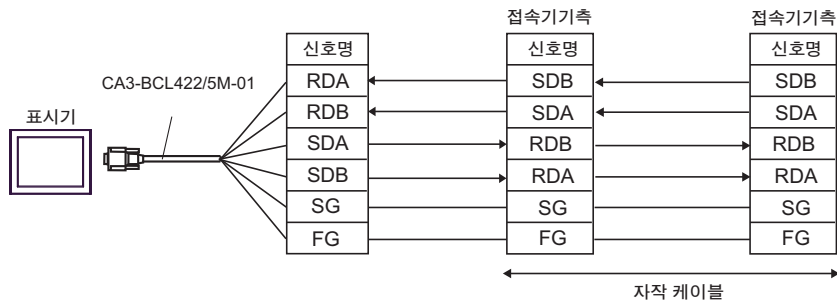 접속기기측 접속기기측
신호명 신호명 신호명
CA3-BCL422/5M-01
표시기
RDA SDB SDB
RDB SDA SDA
SDA RDB RDB
SDB RDA RDA
SG SG SG
FG FG FG
자작 케이블